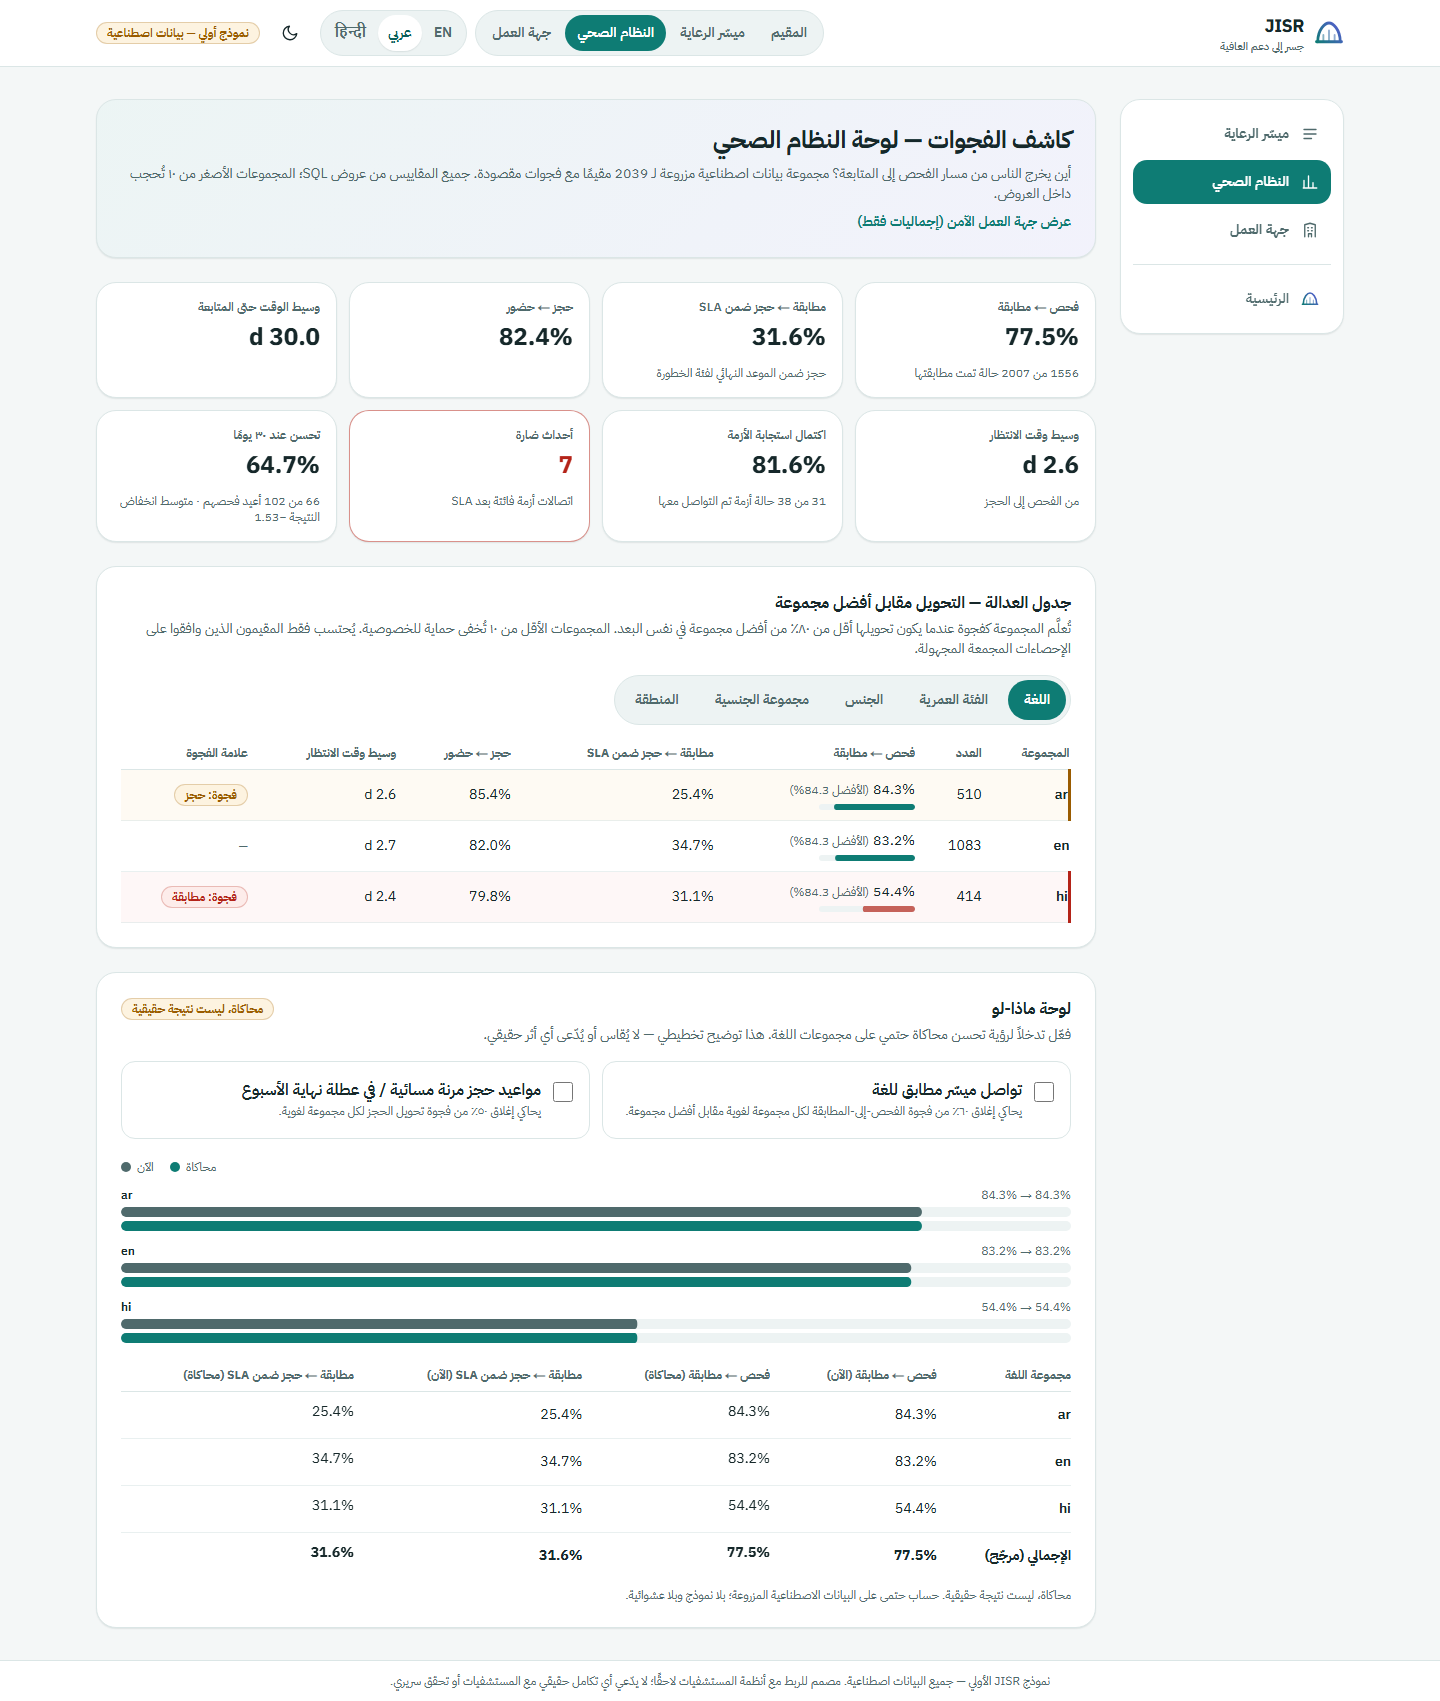 JISR
جسر إلى دعم العافية
المقيم
ميسّر الرعاية
النظام الصحي
جهة العمل
EN
عربي
हिन्दी
نموذج أولي — بيانات اصطناعية
ميسّر الرعاية
النظام الصحي
جهة العمل
الرئيسية
كاشف الفجوات — لوحة النظام الصحي
أين يخرج الناس من مسار الفحص إلى المتابعة؟ مجموعة بيانات اصطناعية مزروعة لـ 2039 مقيمًا مع فجوات مقصودة. جميع المقاييس من عروض SQL؛ المجموعات الأصغر من ١٠ تُحجب
داخل العروض.
عرض جهة العمل الآمن (إجماليات فقط)
فحص ← مطابقة
77.5%
1556 من 2007 حالة تمت مطابقتها
مطابقة ← حجز ضمن SLA
31.6%
حجز ضمن الموعد النهائي لفئة الخطورة
حجز ← حضور
82.4%
وسيط الوقت حتى المتابعة
30.0 d
وسيط وقت الانتظار
2.6 d
من الفحص إلى الحجز
اكتمال استجابة الأزمة
81.6%
31 من 38 حالة أزمة تم التواصل معها
أحداث ضارة
7
اتصالات أزمة فائتة بعد SLA
تحسن عند ٣٠ يومًا
64.7%
66 من 102 أعيد فحصهم · متوسط انخفاض
النتيجة −1.53
جدول العدالة — التحويل مقابل أفضل مجموعة
تُعلَّم المجموعة كفجوة عندما يكون تحويلها أقل من ٨٠٪ من أفضل مجموعة في نفس البعد. المجموعات الأقل من ١٠ تُخفى حماية للخصوصية. يُحتسب فقط المقيمون الذين وافقوا على
الإحصاءات المجمعة المجهولة.
اللغة
الفئة العمرية
الجنس
مجموعة الجنسية
المنطقة
المجموعة العدد فحص ← مطابقة مطابقة ← حجز ضمن SLA حجز ← حضور وسيط وقت الانتظار علامة الفجوة
ar 510 84.3% (الأفضل 84.3%) 25.4% 85.4% 2.6 d فجوة: حجز
en 1083 83.2% (الأفضل 84.3%) 34.7% 82.0% 2.7 d —
hi 414 54.4% (الأفضل 84.3%) 31.1% 79.8% 2.4 d فجوة: مطابقة
لوحة ماذا-لو
محاكاة، ليست نتيجة حقيقية
فعّل تدخلاً لرؤية تحسن محاكاة حتمي على مجموعات اللغة. هذا توضيح تخطيطي — لا يُقاس أو يُدّعى أي أثر حقيقي.
تواصل ميسّر مطابق للغة
يحاكي إغلاق ٦٠٪ من فجوة الفحص-إلى-المطابقة لكل مجموعة لغوية مقابل أفضل مجموعة.
مواعيد حجز مرنة مسائية / في عطلة نهاية الأسبوع
يحاكي إغلاق ٥٠٪ من فجوة تحويل الحجز لكل مجموعة لغوية.
محاكاة
الآن
ar 84.3% → 84.3%
en 83.2% → 83.2%
hi 54.4% → 54.4%
مجموعة اللغة فحص ← مطابقة (الآن) فحص ← مطابقة (محاكاة) مطابقة ← حجز ضمن SLA (الآن) مطابقة ← حجز ضمن SLA (محاكاة)
ar 84.3% 84.3% 25.4% 25.4%
en 83.2% 83.2% 34.7% 34.7%
hi 54.4% 54.4% 31.1% 31.1%
الإجمالي (مرجّح) 77.5% 77.5% 31.6% 31.6%
محاكاة، ليست نتيجة حقيقية. حساب حتمي على البيانات الاصطناعية المزروعة؛ بلا نموذج وبلا عشوائية.
نموذج JISR الأولي — جميع البيانات اصطناعية. مصمم للربط مع أنظمة المستشفيات لاحقًا؛ لا يدّعي أي تكامل حقيقي مع المستشفيات أو تحقق سريري.